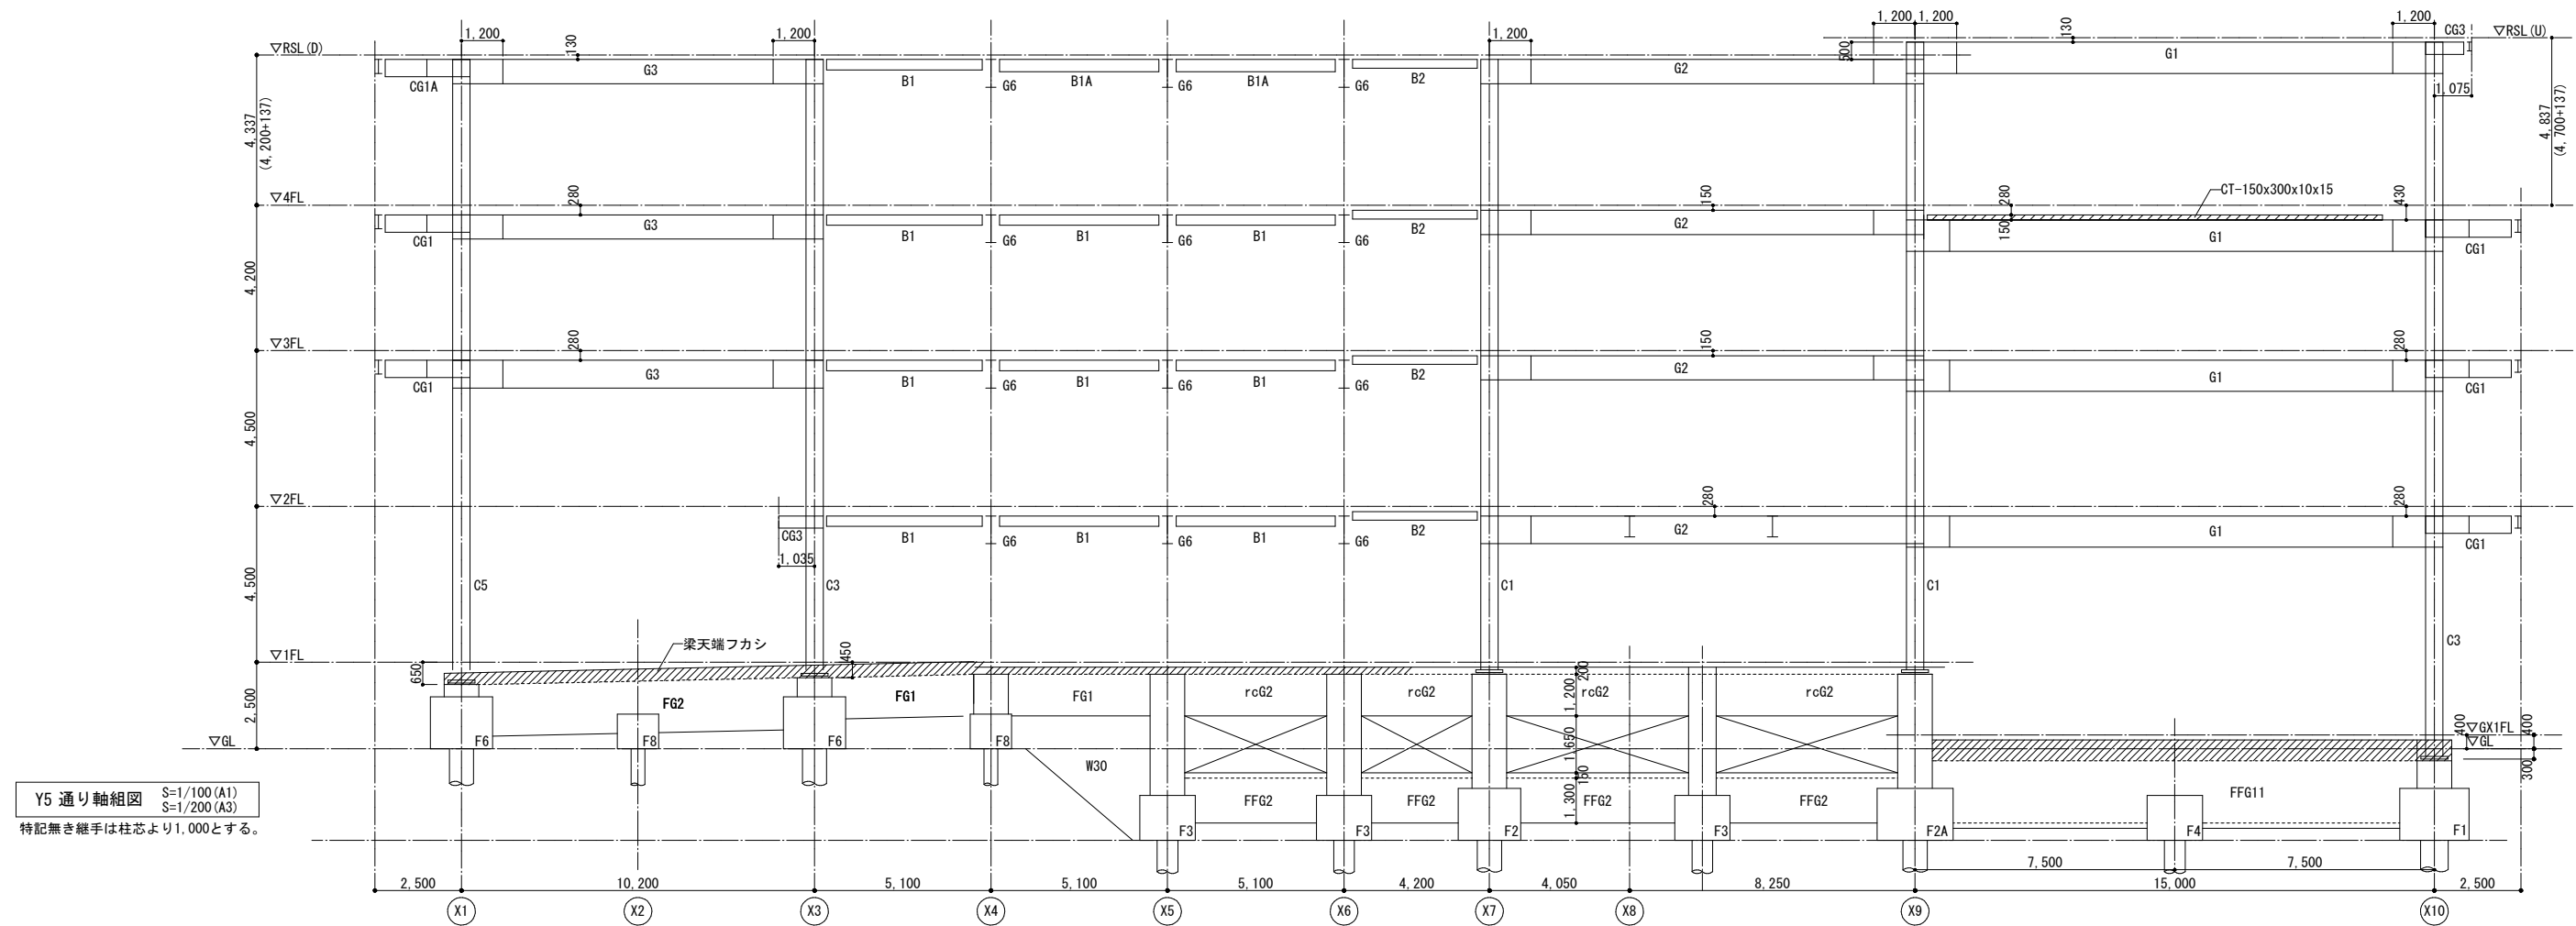 1,200 1,200 1,200 1,200 1,200 1,200
▽RSL(D) 130 500 130 CG3 ▽RSL(U)
G3 B1 B1A B1A B2 G2 G1
CG1A G6 G6 G6 1,075
4,337
(4,200+137)
4,837
(4,700+137)
▽4FL 280 150 280 CT-150x300x10x15 430
150
G3 G2 G1
CG1 B1 G6 B1 G6 B1 G6 B2 CG1
4,200
▽3FL 280 150 280
G3 G2 G1
CG1 B1 G6 B1 G6 B1 G6 B2 CG1
4,500
▽2FL 280 280
CG3 B1 G6 B1 G6 B1 G6 B2 G2 G1 CG1
1,035
4,500
C5 C3 C1 C1 C3
梁天端フカシ
▽1FL 650 450 200
FG2 FG1 FG1 rcG2 rcG2 rcG2 rcG2
1,200
2,500
▽GL F6 F8 F6 F8
400 ▽GX1FL 400
▽GL
300
W30 1,650
150
FFG2 FFG2 FFG2 FFG2 FFG11
1,300
F3 F3 F2 F3 F2A F4 F1
7,500 7,500
2,500 10,200 5,100 5,100 5,100 4,200 4,050 8,250 15,000 2,500
X1 X2 X3 X4 X5 X6 X7 X8 X9 X10
Y5 通り軸組図 S=1/100(A1)
S=1/200(A3)
特記無き継手は柱芯より1,000とする。